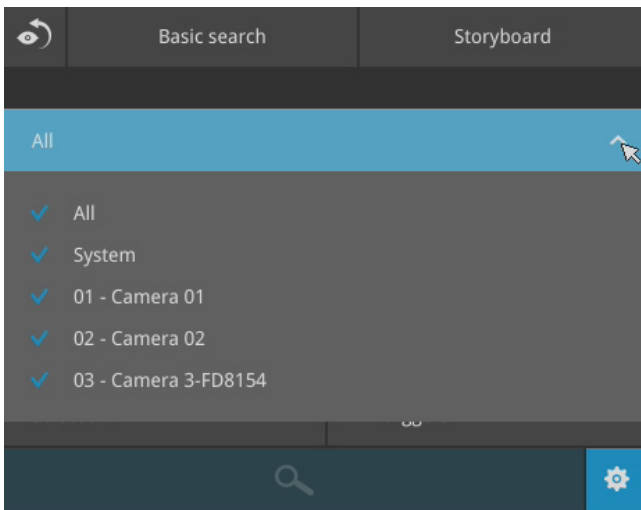 Basic search
Storyboard
All
All
System
01 - Camera 01
02 - Camera 02
03 - Camera 3-FD8154